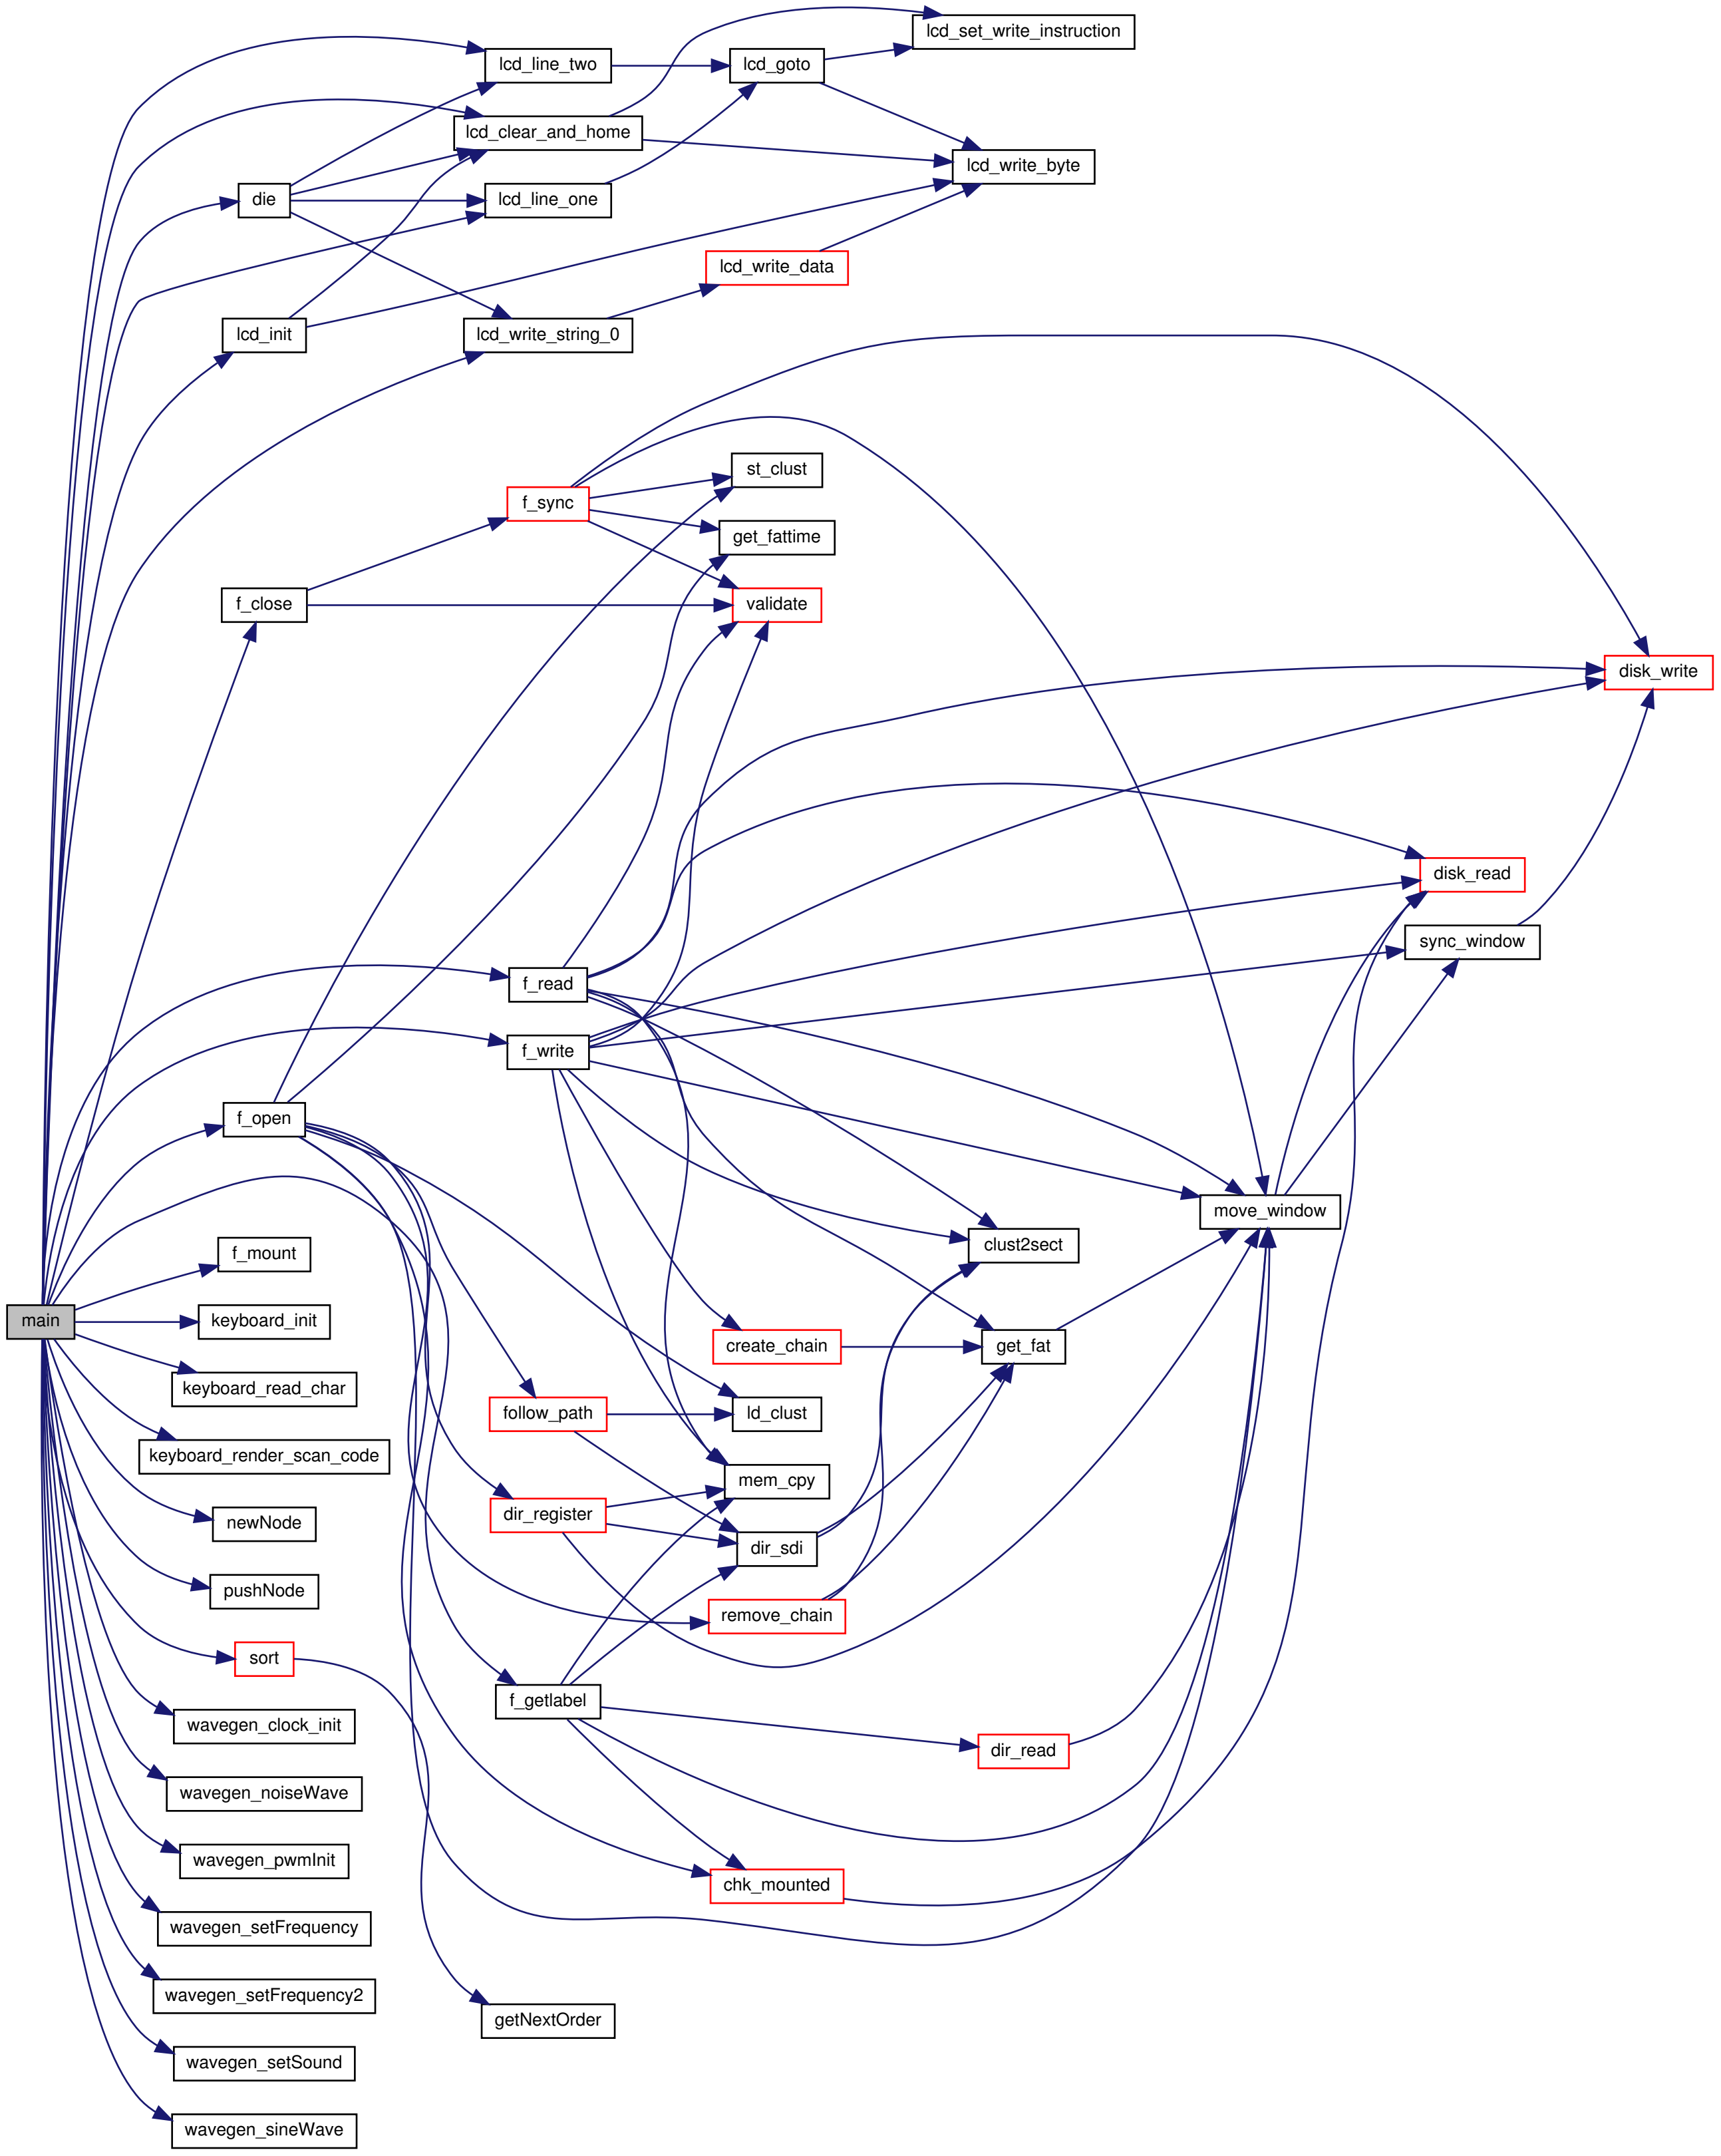 lcd_set_write_instruction
lcd_line_two
lcd_goto
lcd_clear_and_home
lcd_write_byte
die
lcd_line_one
lcd_write_data
lcd_init
lcd_write_string_0
st_clust
f_sync
get_fattime
f_close
validate
disk_write
disk_read
sync_window
f_read
f_write
f_open
move_window
clust2sect
f_mount
main
keyboard_init
create_chain
get_fat
keyboard_read_char
follow_path
ld_clust
keyboard_render_scan_code
mem_cpy
newNode
dir_register
dir_sdi
pushNode
remove_chain
sort
f_getlabel
wavegen_clock_init
dir_read
wavegen_noiseWave
wavegen_pwmInit
chk_mounted
wavegen_setFrequency
wavegen_setFrequency2
getNextOrder
wavegen_setSound
wavegen_sineWave